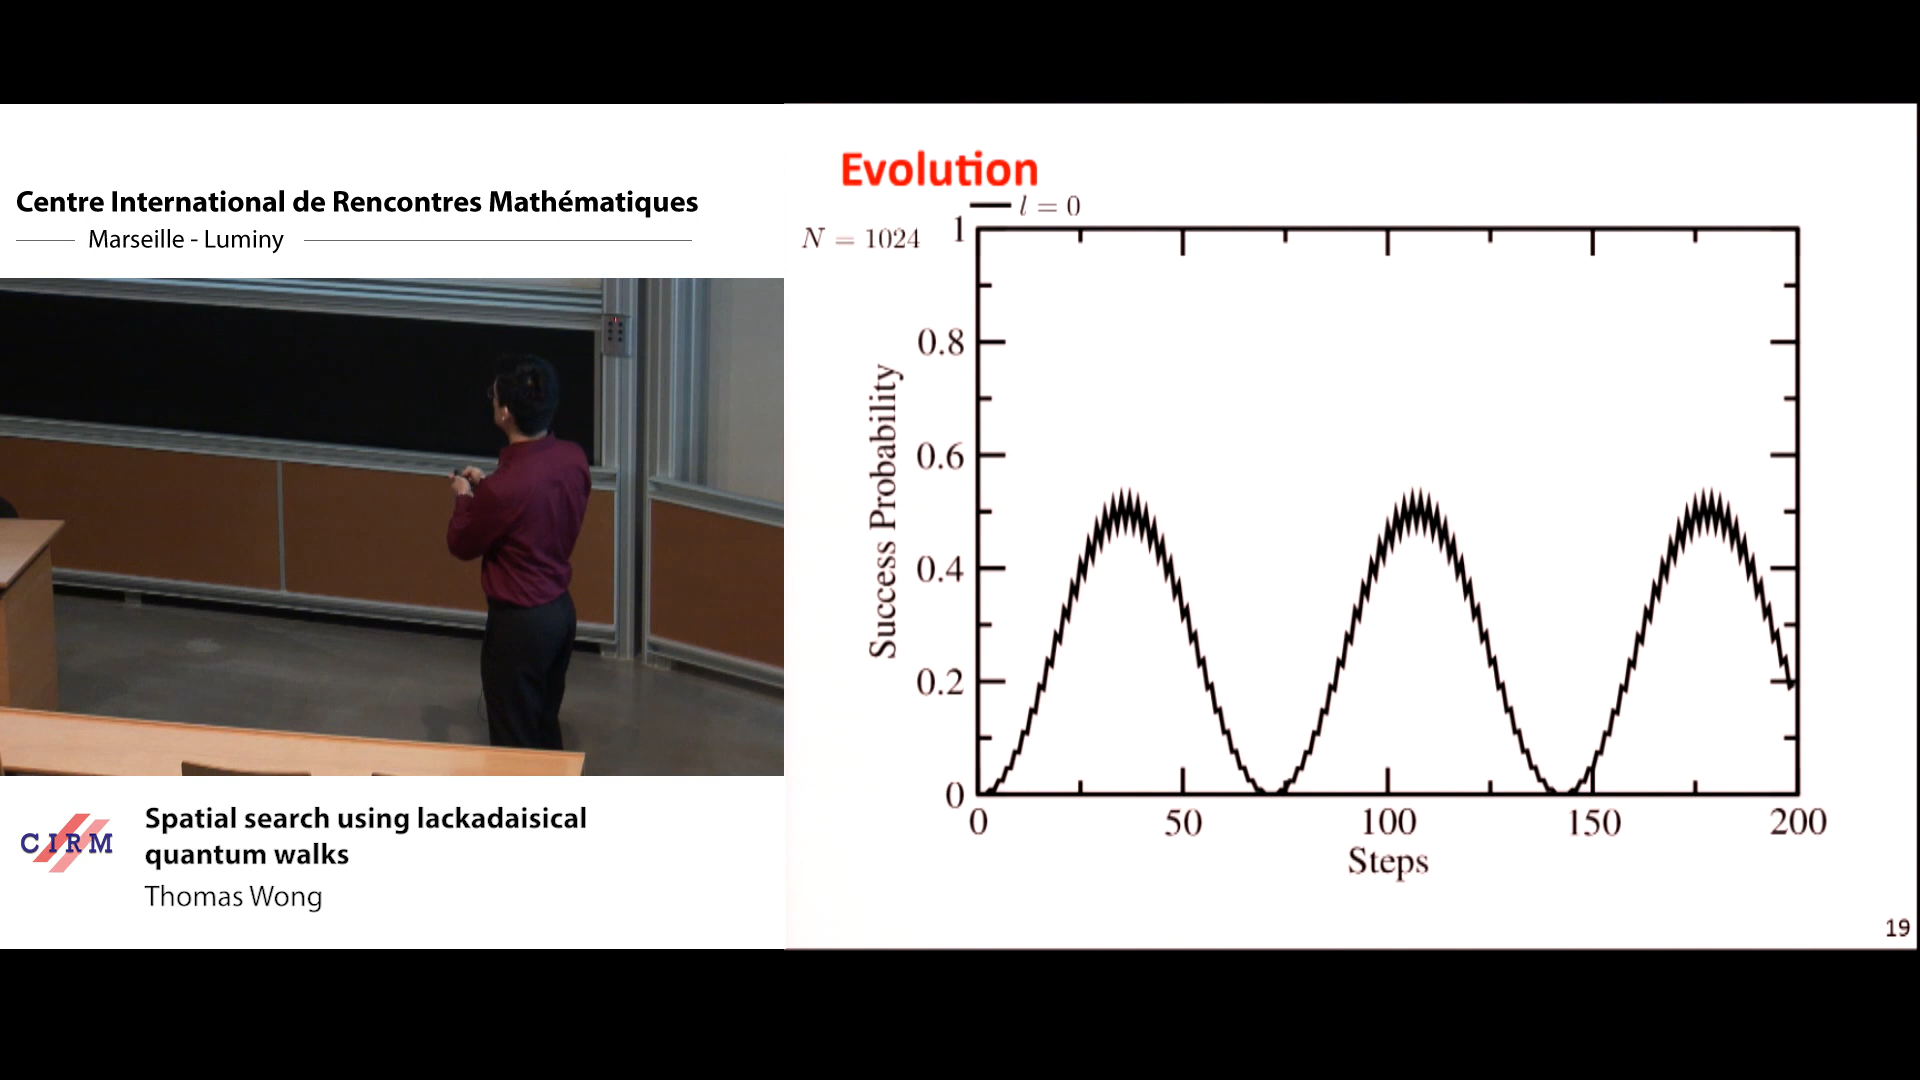 Centre International de Rencontres Mathématiques
Marseille - Luminy
CIRM
Spatial search using lackadaisical
quantum walks
Thomas Wong
Evolution
l = 0
N = 1024
1
0.8
0.6
0.4
0.2
0
Success Probability
0 50 100 150 200
Steps
19